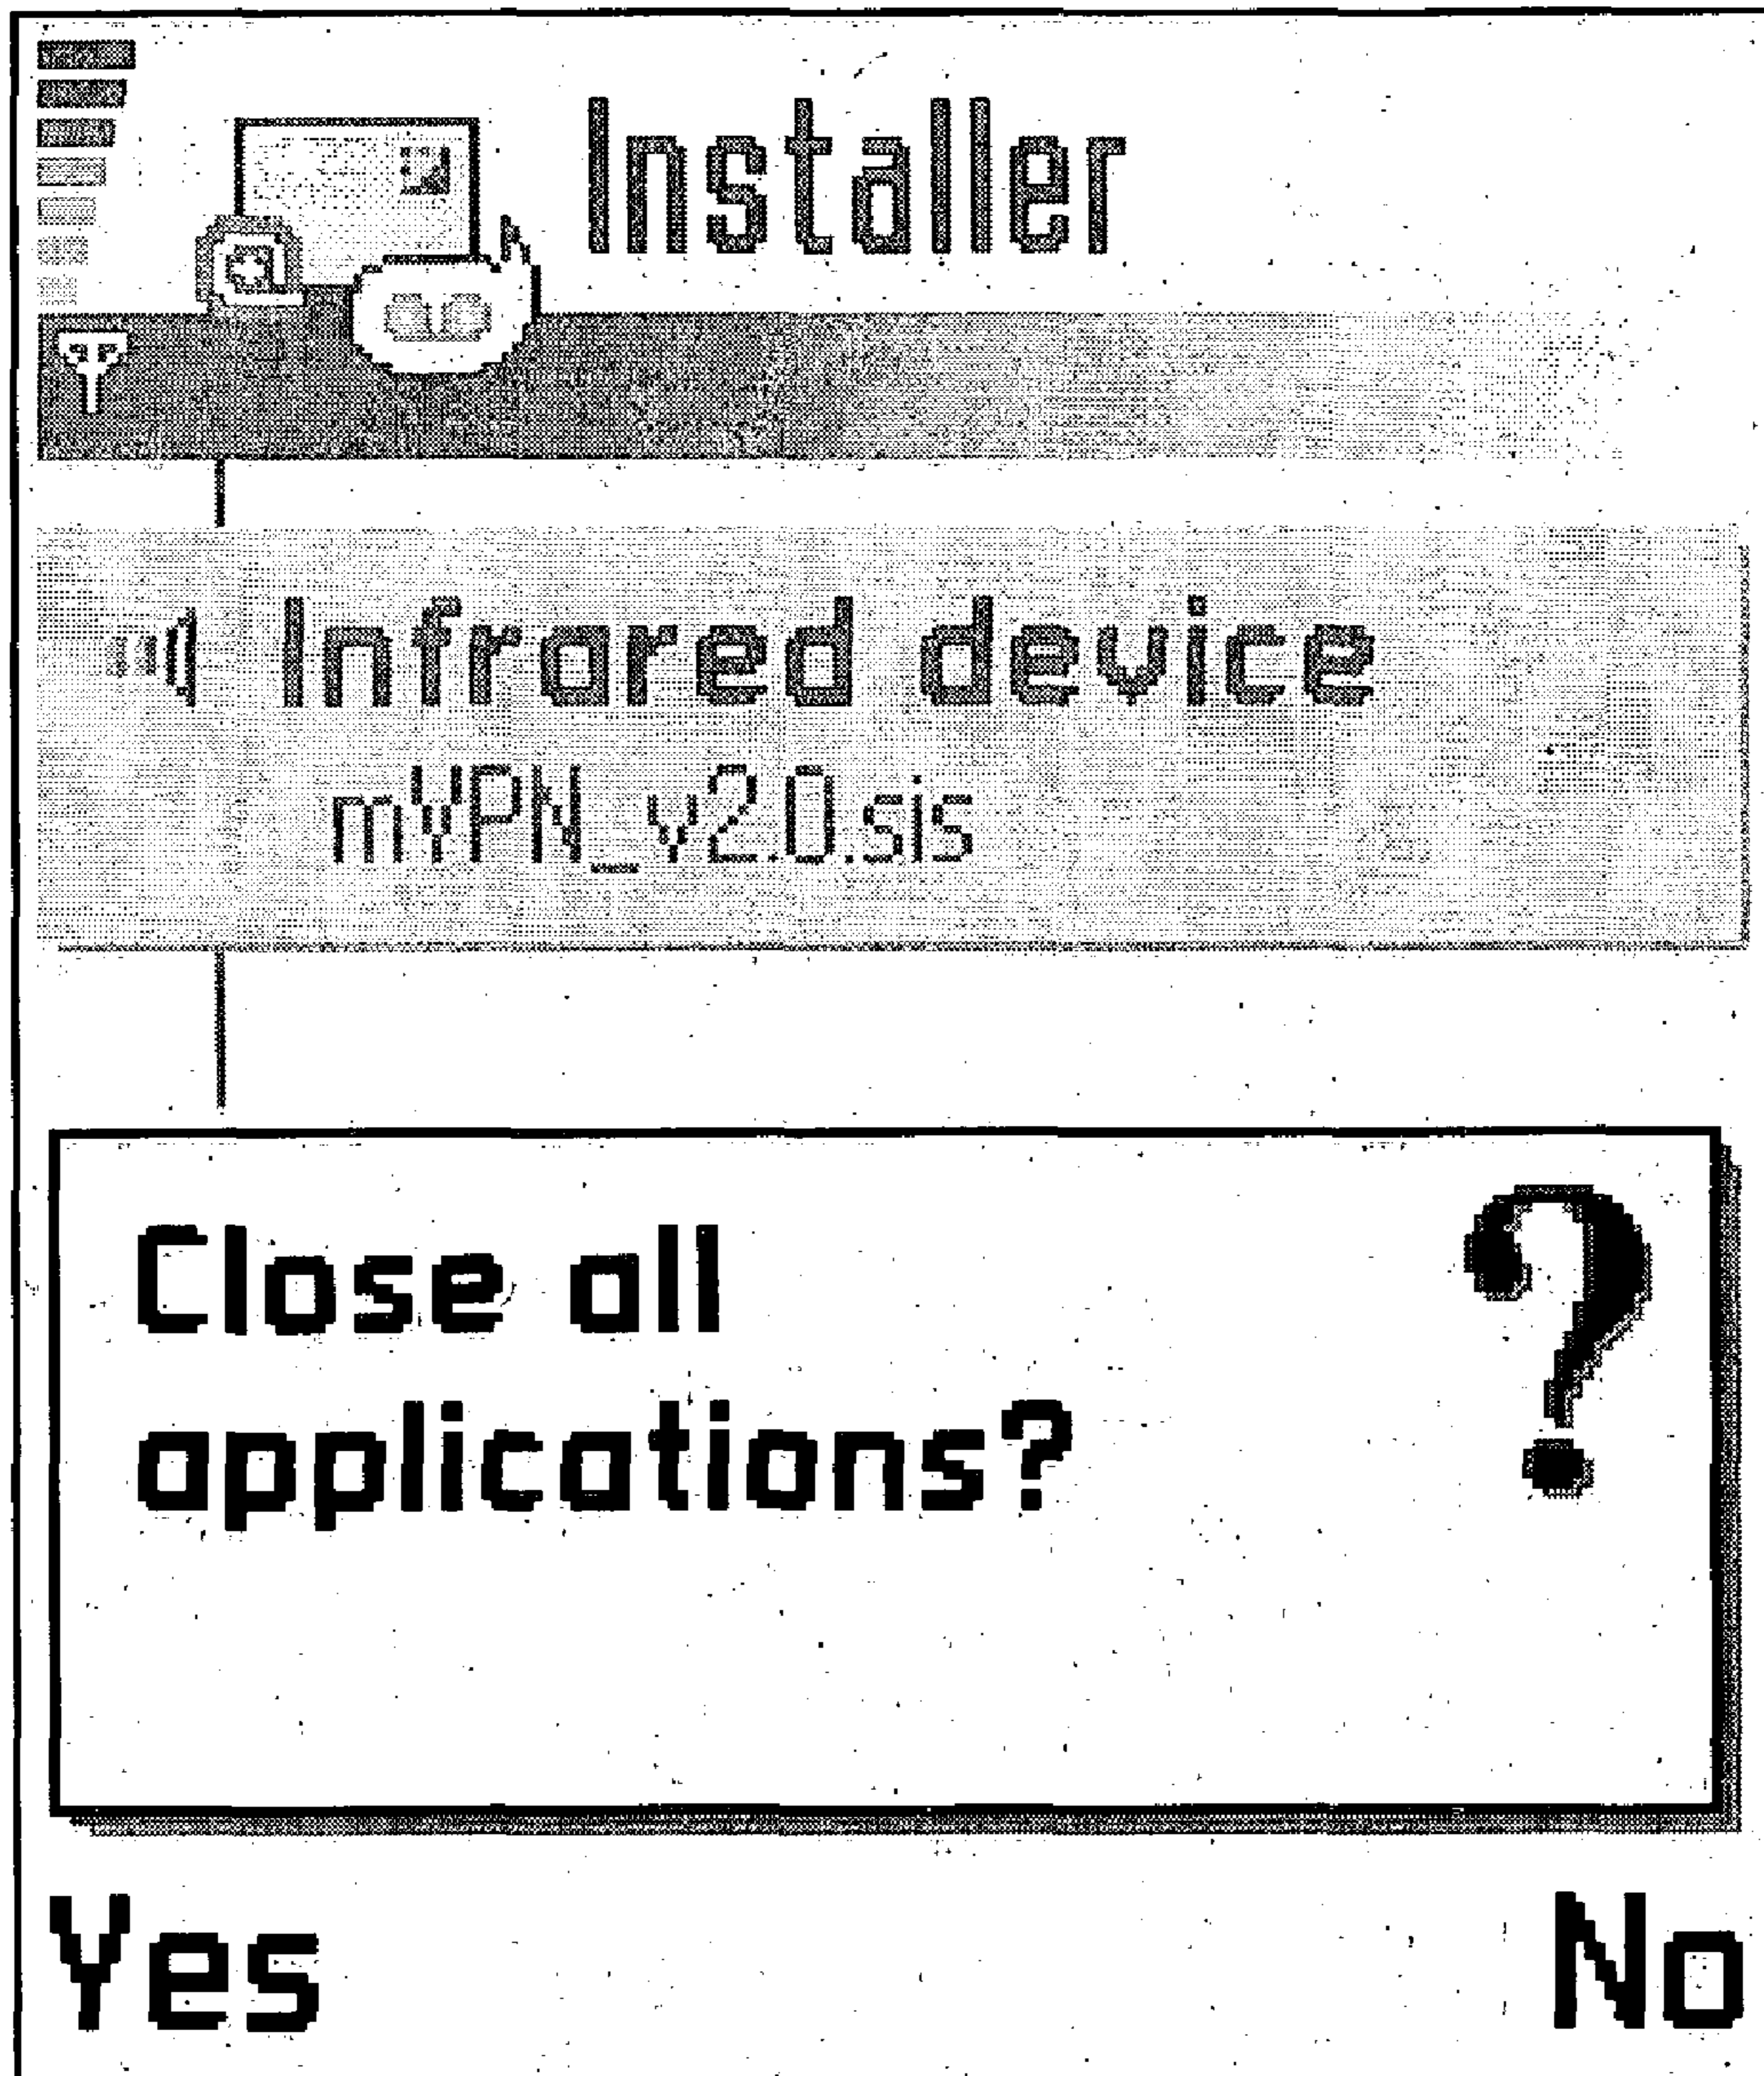 Installer
Infrared device
mVPN_v2.0.sis
Close all
applications?
Yes
No